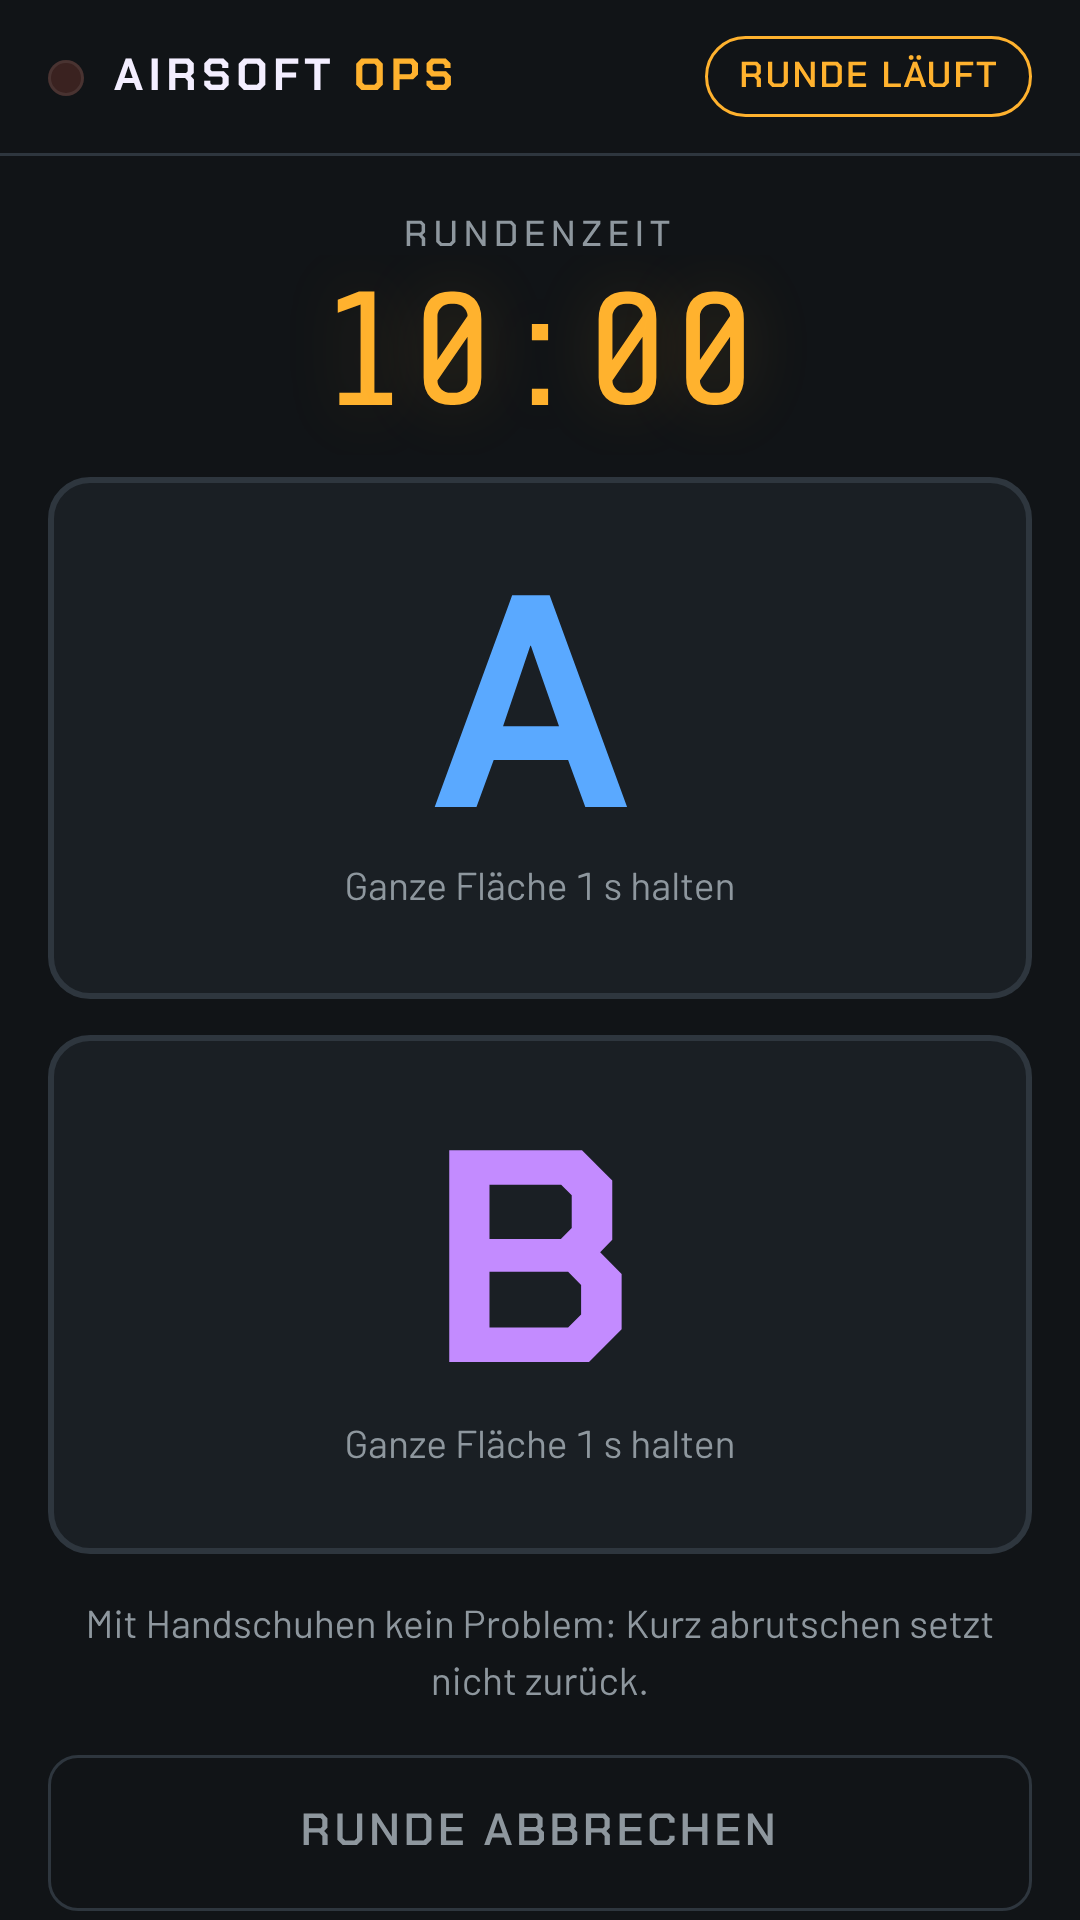 AIRSOFT OPS
RUNDE LÄUFT
RUNDENZEIT
10:00
A
Ganze Fläche 1 s halten
B
Ganze Fläche 1 s halten
Mit Handschuhen kein Problem: Kurz abrutschen setzt
nicht zurück.
RUNDE ABBRECHEN